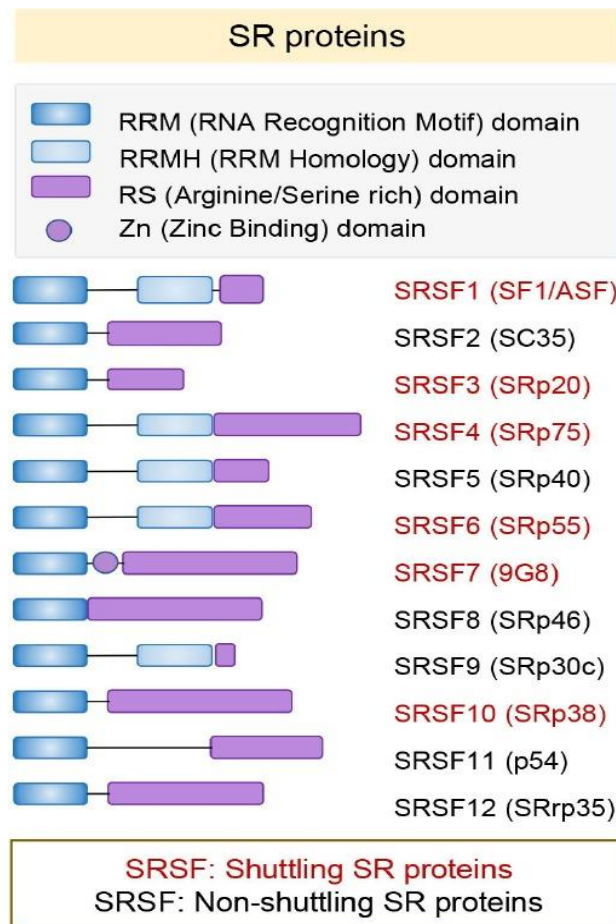 SR proteins
RRM (RNA Recognition Motif) domain
RRMH (RRM Homology) domain
RS (Arginine/Serine rich) domain
Zn (Zinc Binding) domain
SRSF1 (SF1/ASF)
SRSF2 (SC35)
SRSF3 (SRp20)
SRSF4 (SRp75)
SRSF5 (SRp40)
SRSF6 (SRp55)
SRSF7 (9G8)
SRSF8 (SRp46)
SRSF9 (SRp30c)
SRSF10 (SRp38)
SRSF11 (p54)
SRSF12 (SRrp35)
SRSF: Shuttling SR proteins
SRSF: Non-shuttling SR proteins